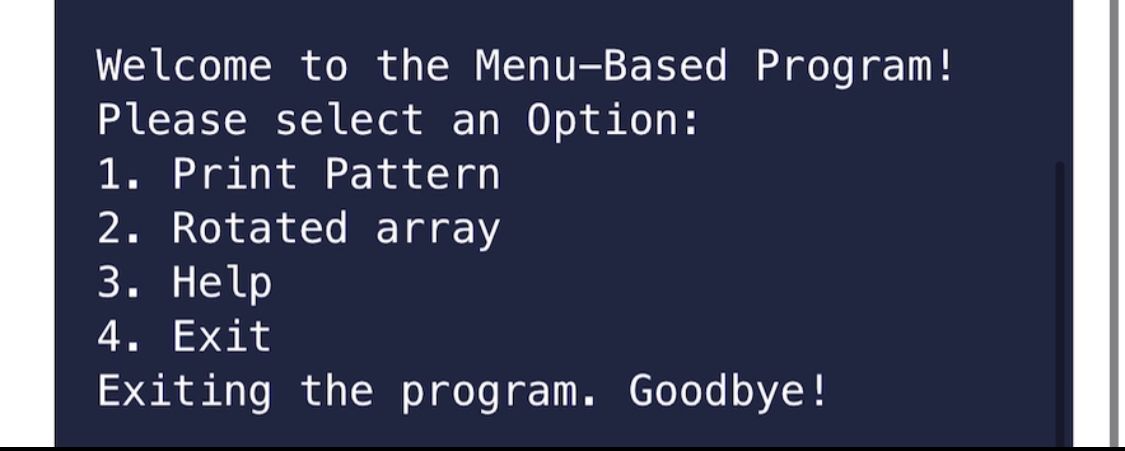 Welcome to the Menu-Based Program!
Please select an Option:
1. Print Pattern
2. Rotated array
3. Help
4. Exit
Exiting the program. Goodbye!